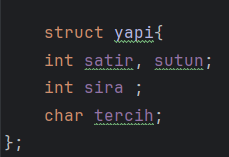 struct yapi{
int satir, sutun;
int sira ;
char tercih;
};